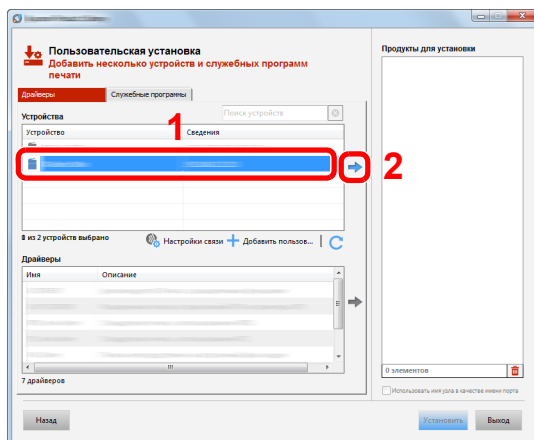 Пользовательская установка
Добавить несколько устройств и служебных программ
печати
Продукты для установки
Драйверы
Служебные программы
Устройства
Поиск устройств
1
Устройство
Сведения
2
из 2 устройств выбрано
Настройки связи
Добавить пользов...
Драйверы
Имя
Описание
7 драйверов
0 элементов
Использовать имя узла в качестве имени порта
Назад
Установить
Выход